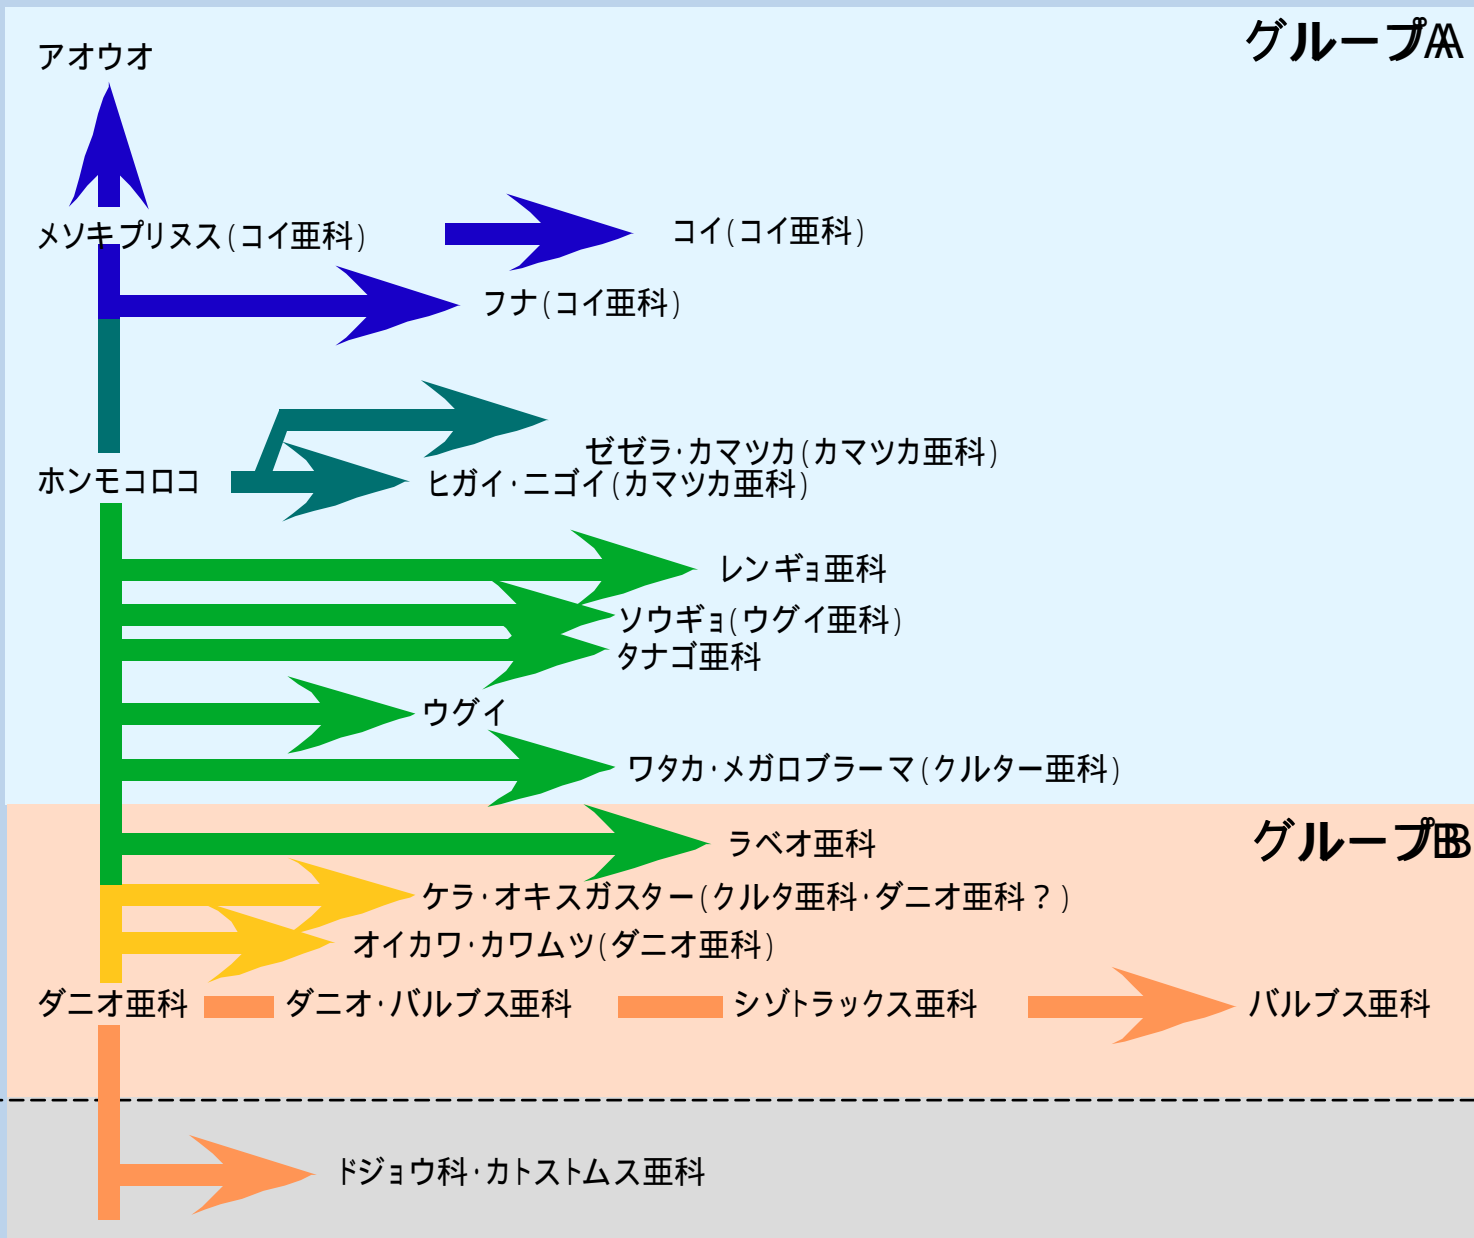 グループA
アオウオ
メソキプリヌス(コイ亜科)
コイ(コイ亜科)
フナ(コイ亜科)
ゼゼラ・カマツカ(カマツカ亜科)
ホンモコロコ
ヒガイ・ニゴイ(カマツカ亜科)
レンギョ亜科
ソウギョ(ウグイ亜科)
タナゴ亜科
ウグイ
ワタカ・メガロブラーマ(クルター亜科)
グループB
ラベオ亜科
ケラ・オキスガスター(クルタ亜科・ダニオ亜科？)
オイカワ・カワムツ(ダニオ亜科)
ダニオ亜科
ダニオ・バルブス亜科
シゾトラックス亜科
バルブス亜科
ドジョウ科・カトストムス亜科